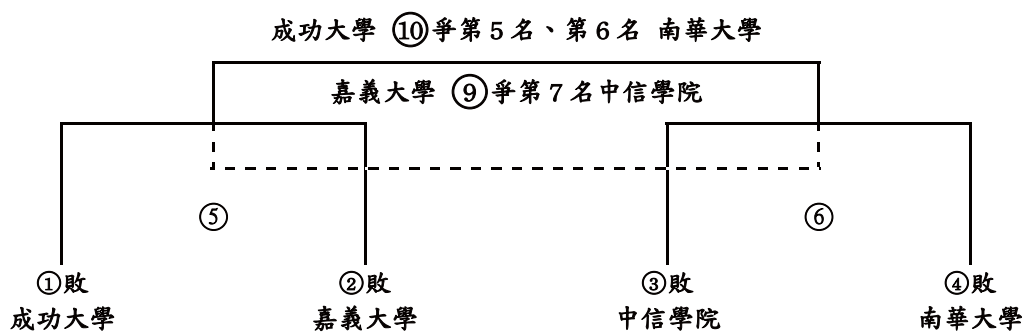 成功大學 ⑩爭第5名、第6名 南華大學
嘉義大學 ⑨爭第7名中信學院
⑤ ⑥
①敗 ②敗 ③敗 ④敗
成功大學 嘉義大學 中信學院 南華大學